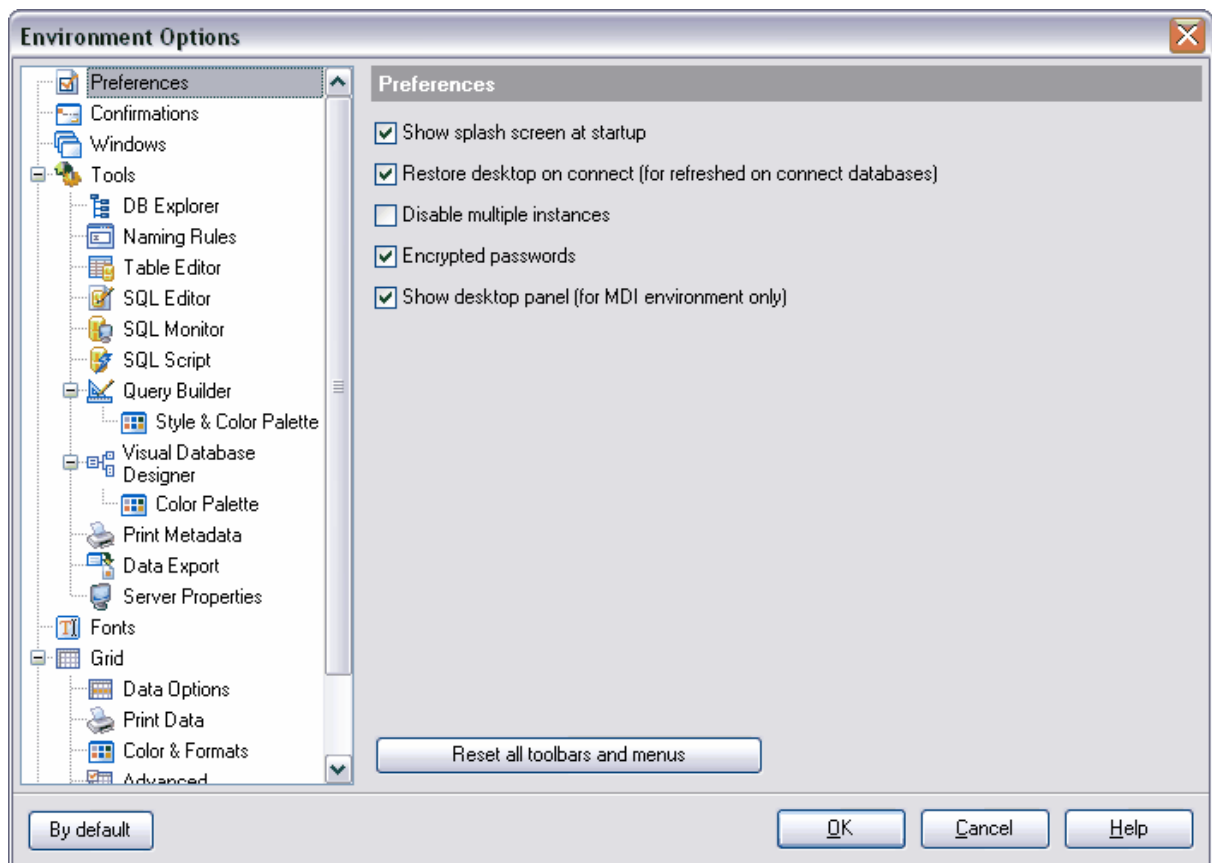 Environment Options
Preferences
Confirmations
Windows
Tools
DB Explorer
Naming Rules
Table Editor
SQL Editor
SQL Monitor
SQL Script
Query Builder
Style & Color Palette
Visual Database
Designer
Color Palette
Print Metadata
Data Export
Server Properties
Fonts
Grid
Data Options
Print Data
Color & Formats
Advanced
Preferences
Show splash screen at startup
Restore desktop on connect (for refreshed on connect databases)
Disable multiple instances
Encrypted passwords
Show desktop panel (for MDI environment only)
Reset all toolbars and menus
By default
OK
Cancel
Help